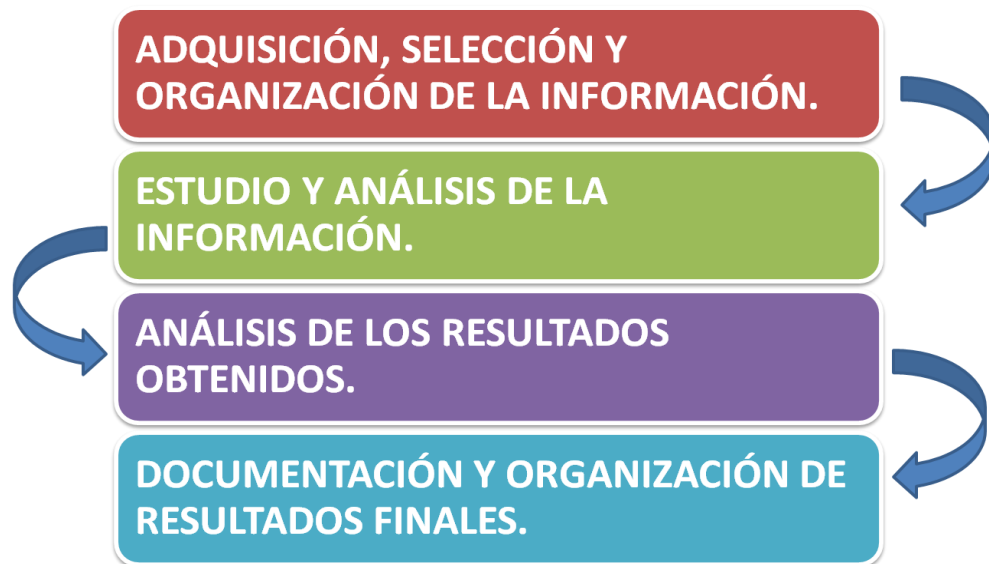 ADQUISICIÓN, SELECCIÓN Y
ORGANIZACIÓN DE LA INFORMACIÓN.
ESTUDIO Y ANÁLISIS DE LA
INFORMACIÓN.
ANÁLISIS DE LOS RESULTADOS
OBTENIDOS.
DOCUMENTACIÓN Y ORGANIZACIÓN DE
RESULTADOS FINALES.